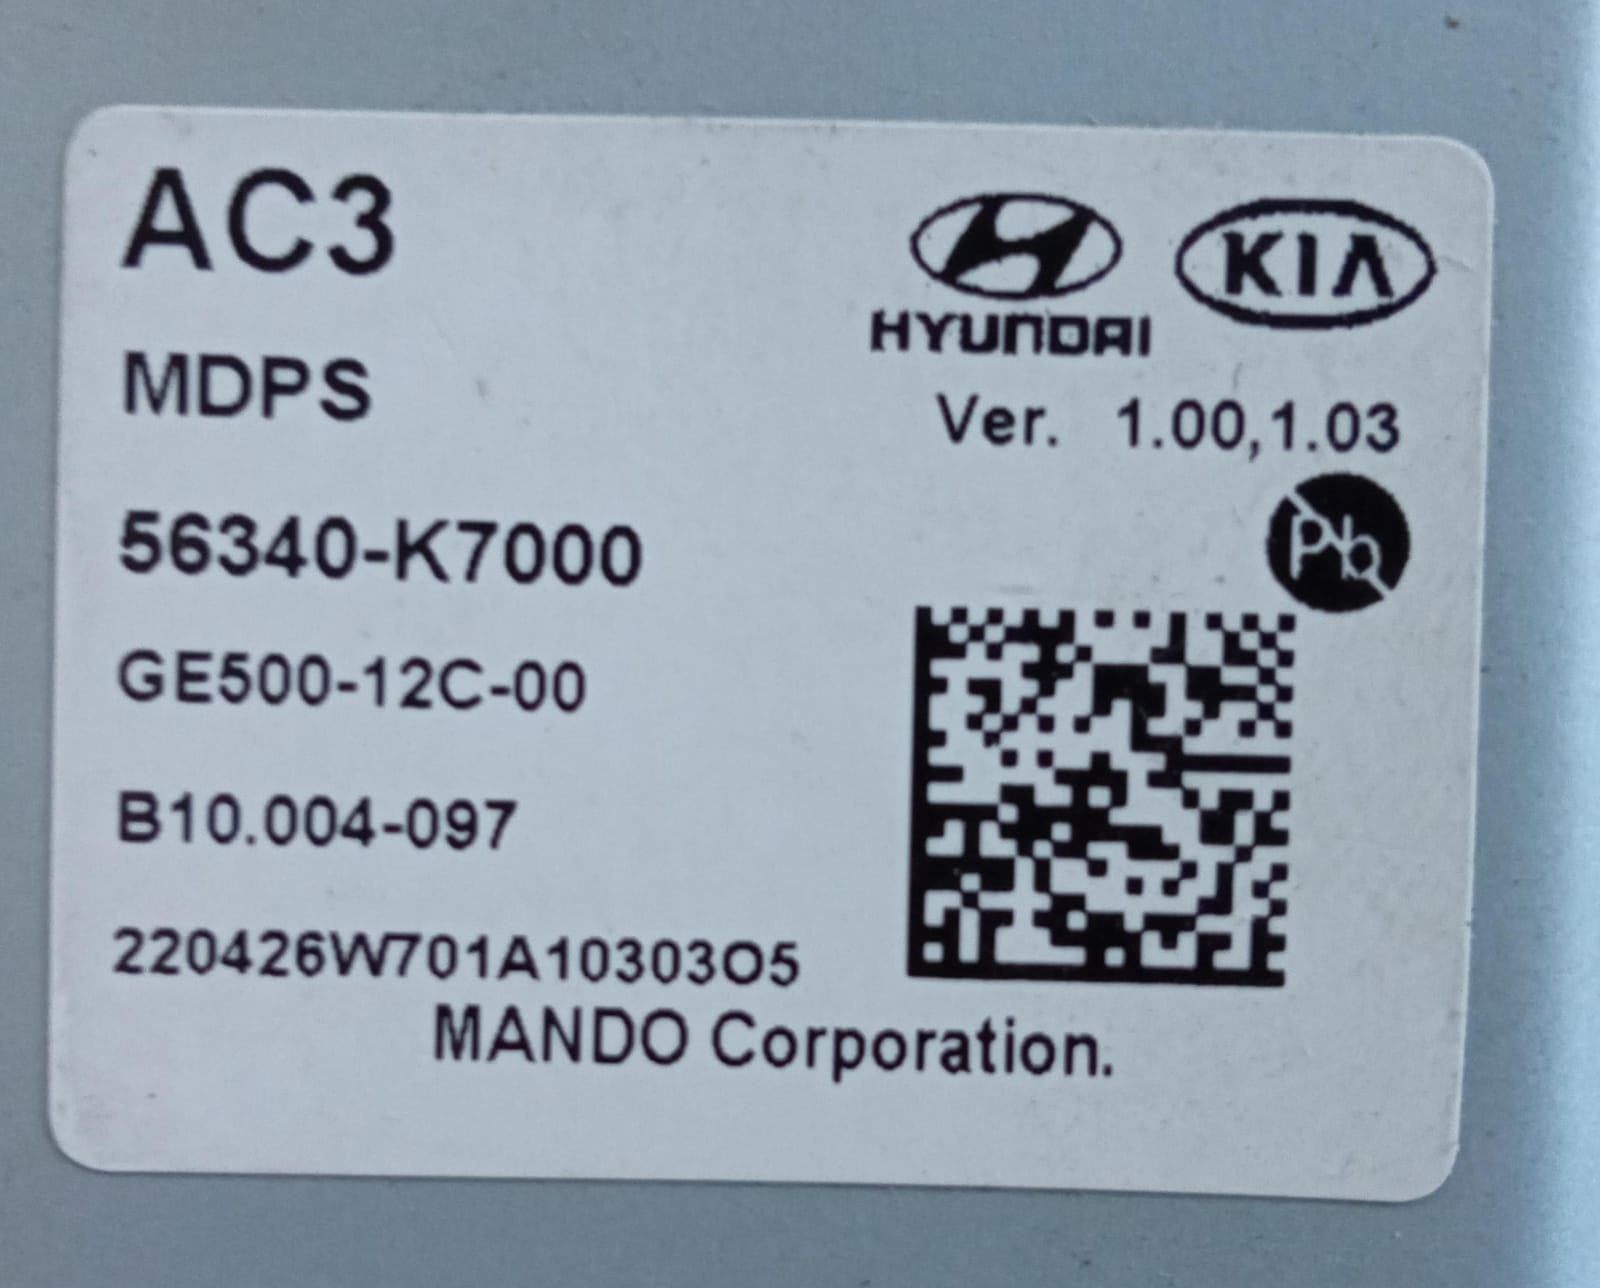 AC3
HYUNDAI KIA
MDPS
Ver. 1.00,1.03
56340-K7000
Pb
GE500-12C-00
B10.004-097
220426W701A1030305
MANDO Corporation.